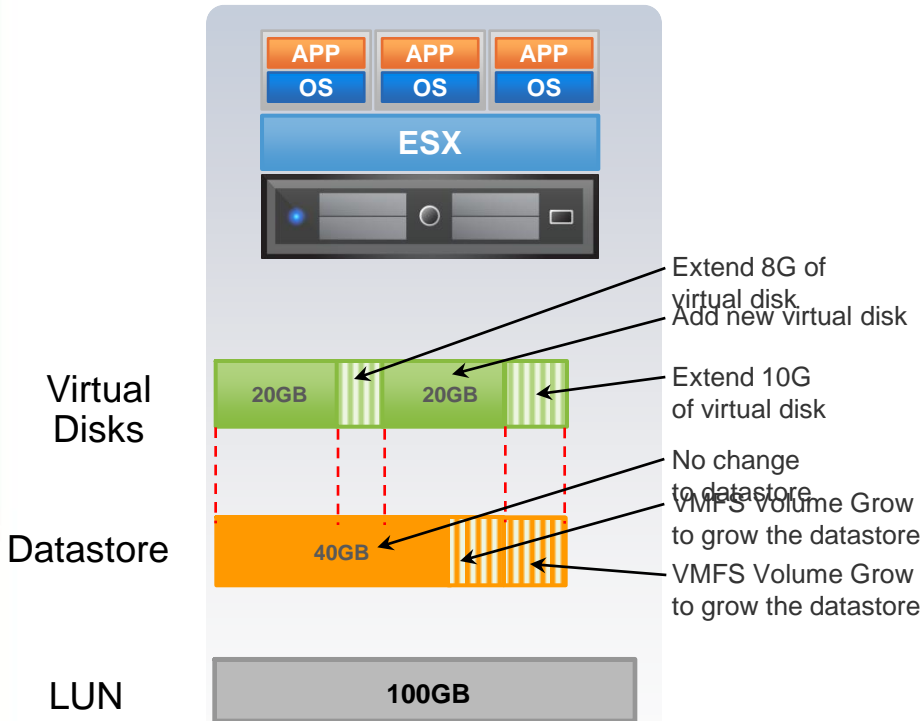 APP APP APP
OS OS OS
ESX
Extend 8G of
virtual disk
Add new virtual disk
Virtual
Disks
20GB
20GB
Extend 10G
of virtual disk
No change
to datastore.
VMFS Volume Grow
to grow the datastore
Datastore
40GB
VMFS Volume Grow
to grow the datastore
LUN
100GB